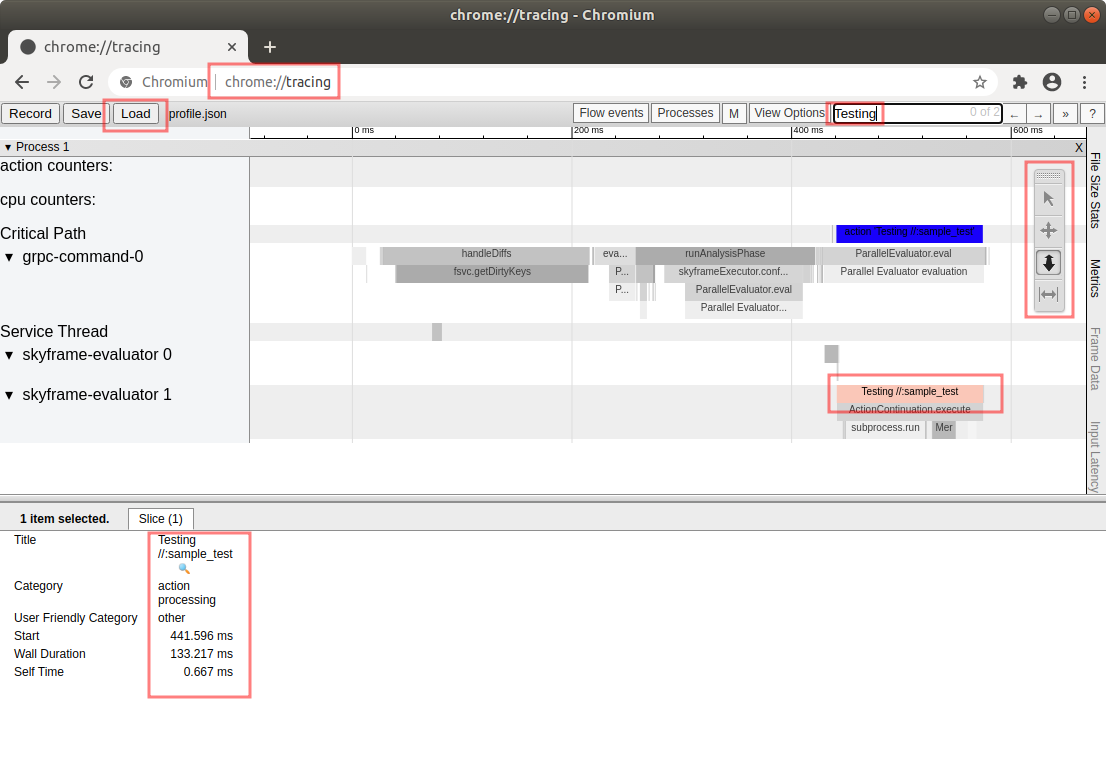 chrome://tracing - Chromium
chrome://tracing
Chromium | chrome://tracing
Record Save Load profile.json Flow events Processes M View Options Testing 0 of 2 ← → » ?
0 ms 200 ms 400 ms 600 ms
▾ Process 1 X
action counters:
cpu counters:
Critical Path action 'Testing //:sample_test'
▼ grpc-command-0 handleDiffs eva... runAnalysisPhase ParallelEvaluator.eval
fsvc.getDirtyKeys P... skyframeExecutor.conf... Parallel Evaluator evaluation
P... ParallelEvaluator.eval
Parallel Evaluator...
Service Thread
▼ skyframe-evaluator 0
▼ skyframe-evaluator 1 Testing //:sample_test
ActionContinuation.execute
subprocess.run Mer
File Size Stats
Metrics
Frame Data
Input Latency
1 item selected. Slice (1)
Title Testing
//:sample_test
Category action
processing
User Friendly Category other
Start 441.596 ms
Wall Duration 133.217 ms
Self Time 0.667 ms